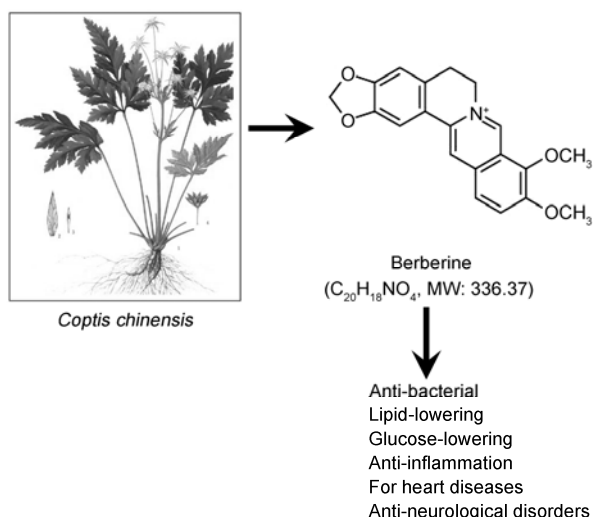 O
O
N+
OCH3
OCH3
Coptis chinensis
Berberine
(C20H18NO4, MW: 336.37)
Anti-bacterial
Lipid-lowering
Glucose-lowering
Anti-inflammation
For heart diseases
Anti-neurological disorders